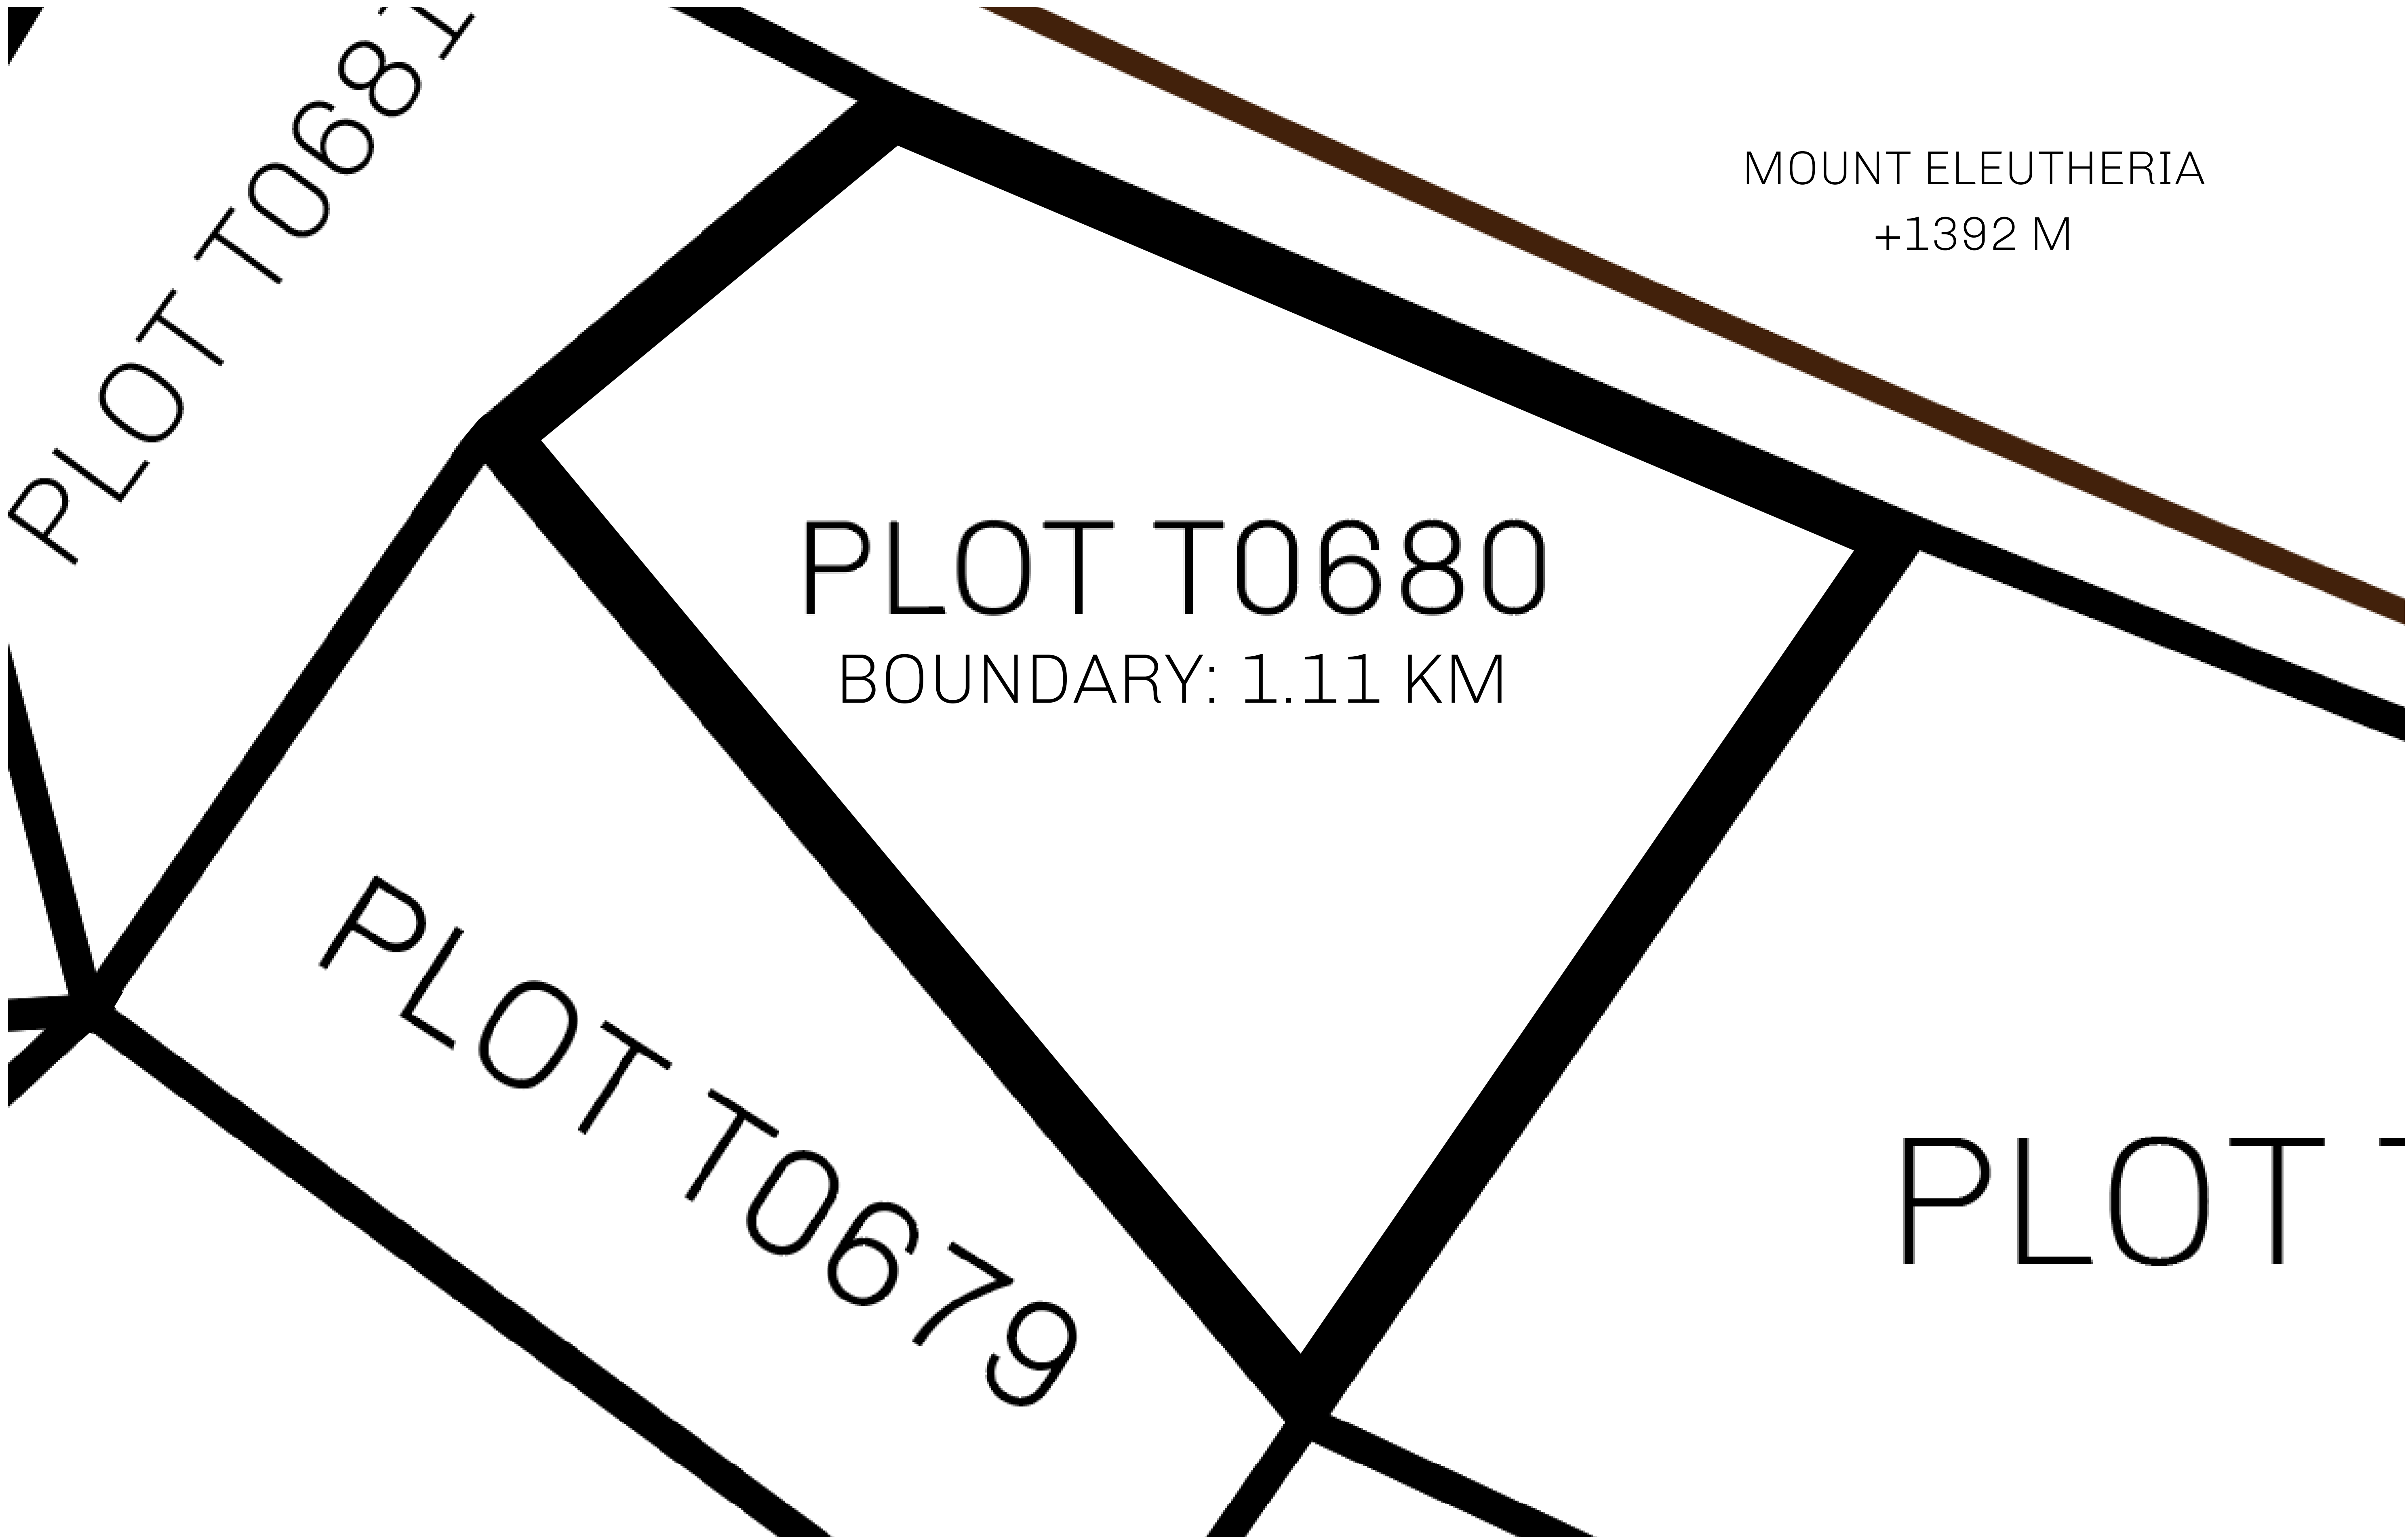 PLOT T0681
MOUNT ELEUTHERIA
+1392 M
PLOT T0680
BOUNDARY: 1.11 KM
PLOT T0679
PLOT